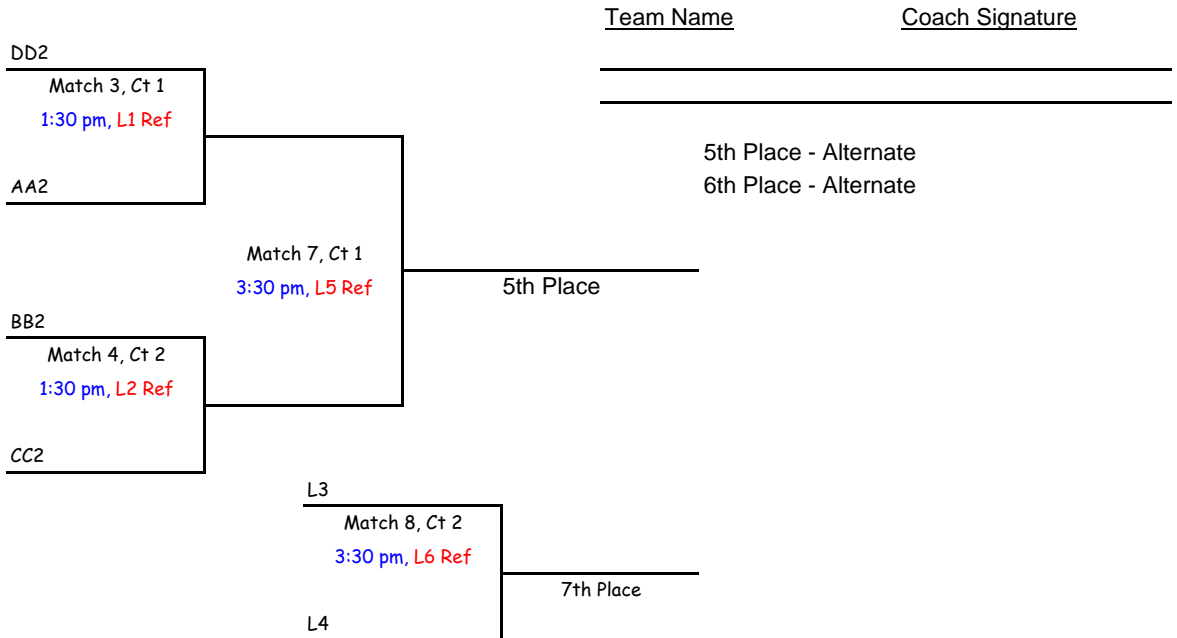 Team Name Coach Signature
DD2
Match 3, Ct 1
1:30 pm, L1 Ref
5th Place - Alternate
AA2
6th Place - Alternate
Match 7, Ct 1
3:30 pm, L5 Ref
5th Place
BB2
Match 4, Ct 2
1:30 pm, L2 Ref
CC2
L3
Match 8, Ct 2
3:30 pm, L6 Ref
7th Place
L4